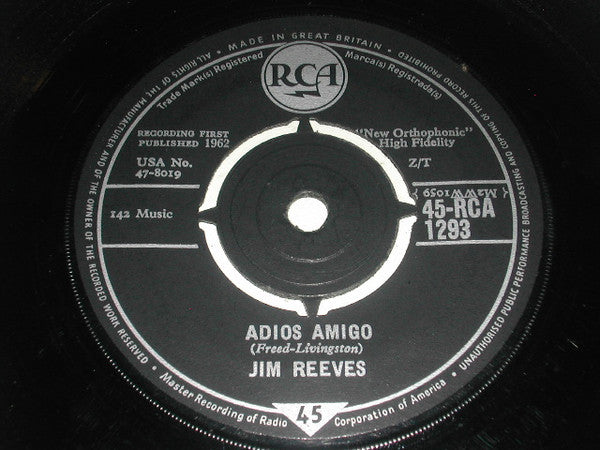 MADE IN GREAT BRITAIN
ALL RIGHTS OF THE MANUFACTURER AND OF THE OWNER OF THE RECORDED WORK RESERVED
UNAUTHORISED PUBLIC PERFORMANCE BROADCASTING AND COPYING OF THIS RECORD PROHIBITED
Trade Mark(s) Registered
Marca(s) Registrada(s)
RCA
RECORDING FIRST
PUBLISHED 1962
"New Orthophonic"
High Fidelity
USA No.
47-8019
Z/T
M2WW1059
142 Music
45-RCA
1293
ADIOS AMIGO
(Freed-Livingston)
JIM REEVES
Master Recording of Radio Corporation of America
45